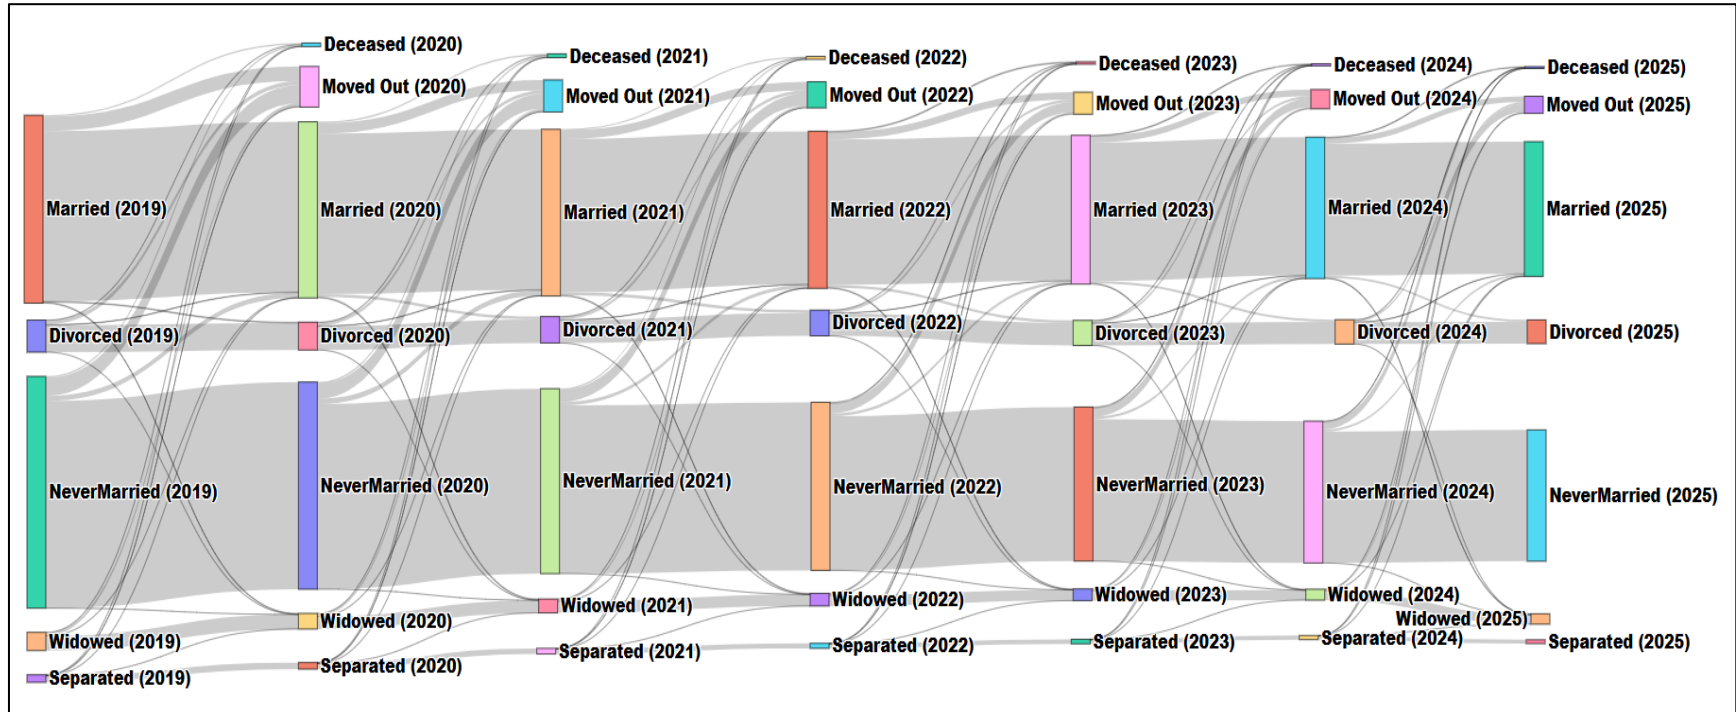 Deceased (2020)
Moved Out (2020)
Married (2019)
Married (2020)
Divorced (2019)
Divorced (2020)
NeverMarried (2019)
NeverMarried (2020)
Widowed (2019)
Widowed (2020)
Separated (2019)
Separated (2020)
Deceased (2021)
Moved Out (2021)
Married (2021)
Divorced (2021)
NeverMarried (2021)
Widowed (2021)
Separated (2021)
Deceased (2022)
Moved Out (2022)
Married (2022)
Divorced (2022)
NeverMarried (2022)
Widowed (2022)
Separated (2022)
Deceased (2023)
Moved Out (2023)
Married (2023)
Divorced (2023)
NeverMarried (2023)
Widowed (2023)
Separated (2023)
Deceased (2024)
Moved Out (2024)
Married (2024)
Divorced (2024)
NeverMarried (2024)
Widowed (2024)
Separated (2024)
Deceased (2025)
Moved Out (2025)
Married (2025)
Divorced (2025)
NeverMarried (2025)
Widowed (2025)
Separated (2025)